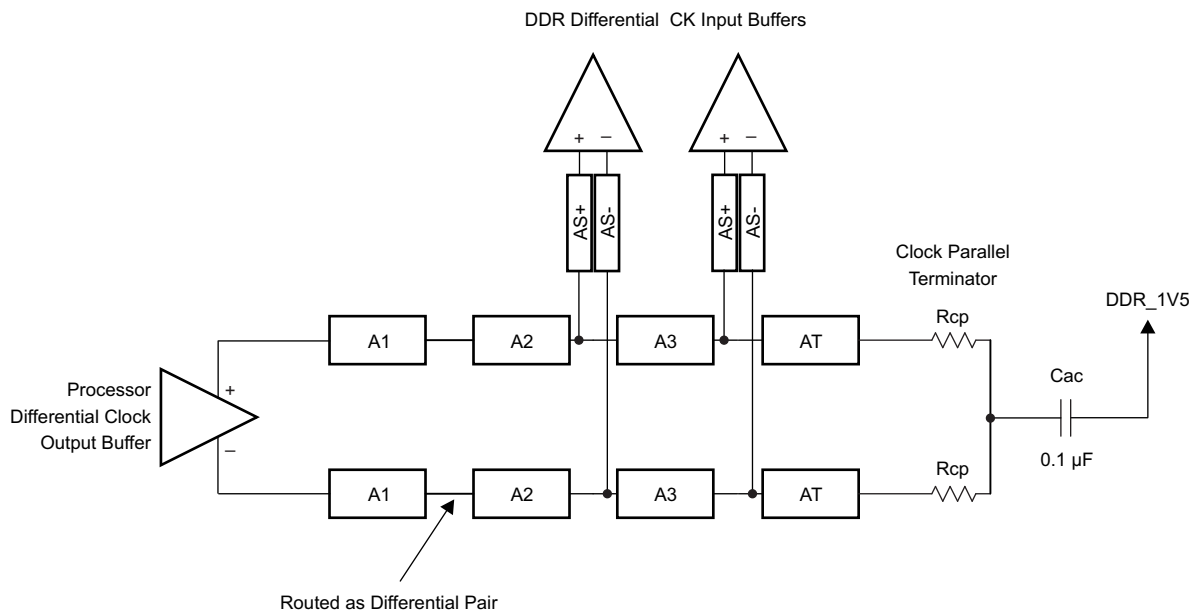 DDR Differential CK Input Buffers
+ – + –
AS+ AS- AS+ AS-
Clock Parallel
Terminator
DDR_1V5
Rcp
A1 A2 A3 AT
Cac
Processor
Differential Clock
Output Buffer
+
–
0.1 µF
Rcp
A1 A2 A3 AT
Routed as Differential Pair